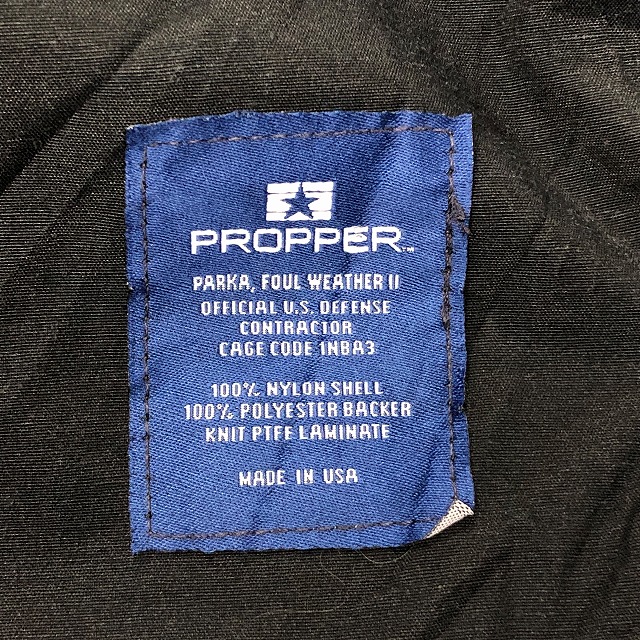 PROPPER™
PARKA, FOUL WEATHER II
OFFICIAL U.S. DEFENSE
CONTRACTOR
CAGE CODE 1NBA3
100% NYLON SHELL
100% POLYESTER BACKER
KNIT PTFE LAMINATE
MADE IN USA